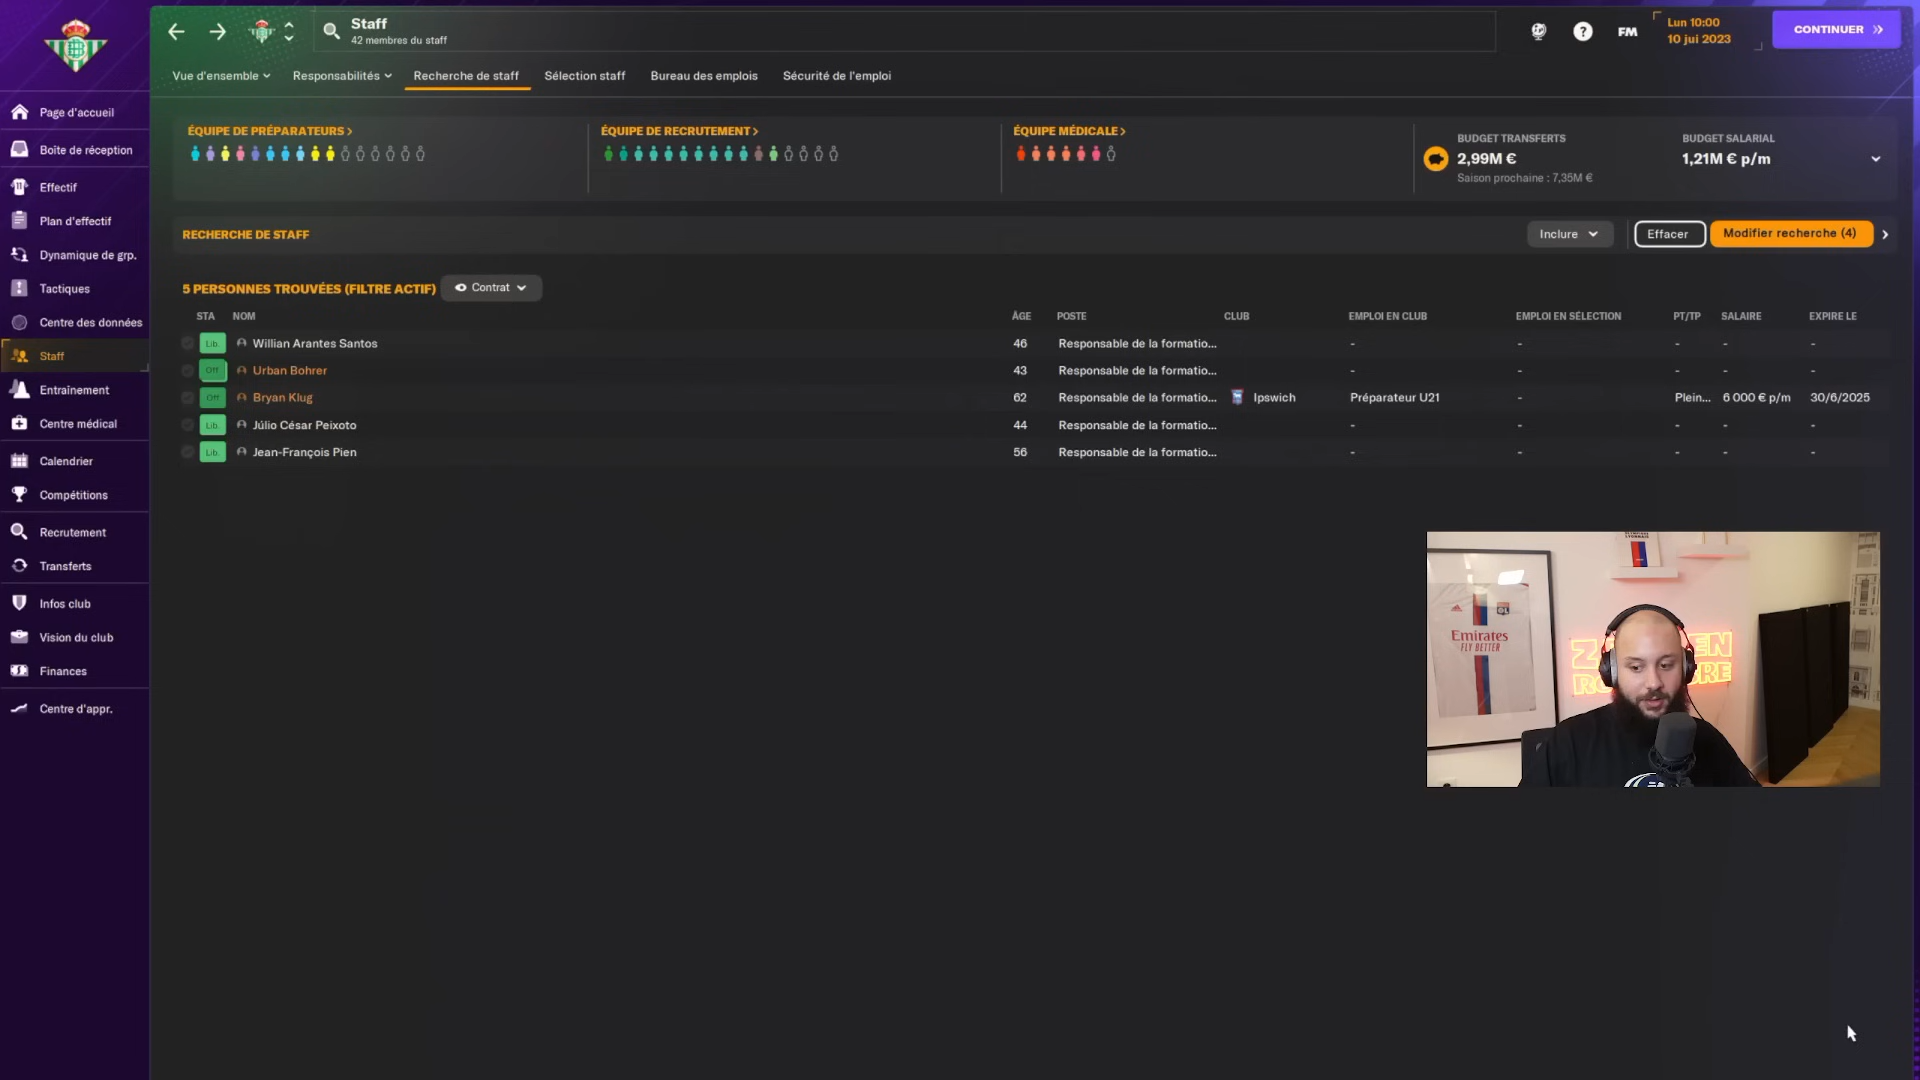 Staff
42 membres du staff
FM
Lun 10:00
10 jui 2023
CONTINUER
Vue d'ensemble
Responsabilités
Recherche de staff
Sélection staff
Bureau des emplois
Sécurité de l'emploi
Page d'accueil
Boîte de réception
Effectif
Plan d'effectif
Dynamique de grp.
Tactiques
Centre des données
Staff
Entraînement
Centre médical
Calendrier
Compétitions
Recrutement
Transferts
Infos club
Vision du club
Finances
Centre d'appr.
ÉQUIPE DE PRÉPARATEURS
ÉQUIPE DE RECRUTEMENT
ÉQUIPE MÉDICALE
BUDGET TRANSFERTS
2,99M €
Saison prochaine : 7,35M €
BUDGET SALARIAL
1,21M € p/m
RECHERCHE DE STAFF
Inclure
Effacer
Modifier recherche (4)
5 PERSONNES TROUVÉES (FILTRE ACTIF)
Contrat
STA NOM ÂGE POSTE CLUB EMPLOI EN CLUB EMPLOI EN SÉLECTION PT/TP SALAIRE EXPIRE LE
Lib. Willian Arantes Santos 46 Responsable de la formatio... - - - - -
Off Urban Bohrer 43 Responsable de la formatio... - - - - -
Off Bryan Klug 62 Responsable de la formatio... Ipswich Préparateur U21 - Plein... 6 000 € p/m 30/6/2025
Lib. Júlio César Peixoto 44 Responsable de la formatio... - - - - -
Lib. Jean-François Pien 56 Responsable de la formatio... - - - - -
Emirates
FLY BETTER
OL